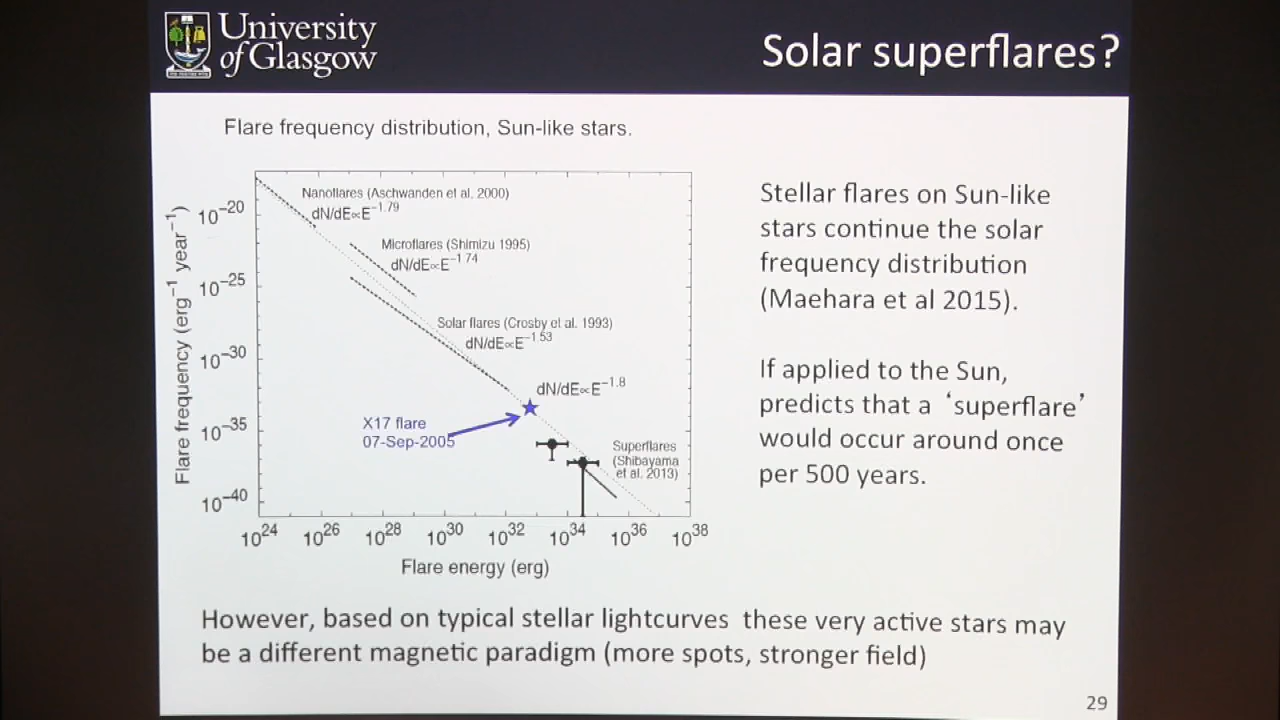 University
of Glasgow
Solar superflares?
Flare frequency distribution, Sun-like stars.
Nanoflares (Aschwanden et al. 2000)
dN/dE∝E^−1.79
Microflares (Shimizu 1995)
dN/dE∝E^−1.74
Solar flares (Crosby et al. 1993)
dN/dE∝E^−1.53
dN/dE∝E^−1.8
X17 flare
07-Sep-2005
Superflares
(Shibayama
et al. 2013)
Flare frequency (erg^−1 year^−1)
10^−20
10^−25
10^−30
10^−35
10^−40
10^24 10^26 10^28 10^30 10^32 10^34 10^36 10^38
Flare energy (erg)
Stellar flares on Sun-like
stars continue the solar
frequency distribution
(Maehara et al 2015).
If applied to the Sun,
predicts that a ‘superflare’
would occur around once
per 500 years.
However, based on typical stellar lightcurves these very active stars may
be a different magnetic paradigm (more spots, stronger field)
29